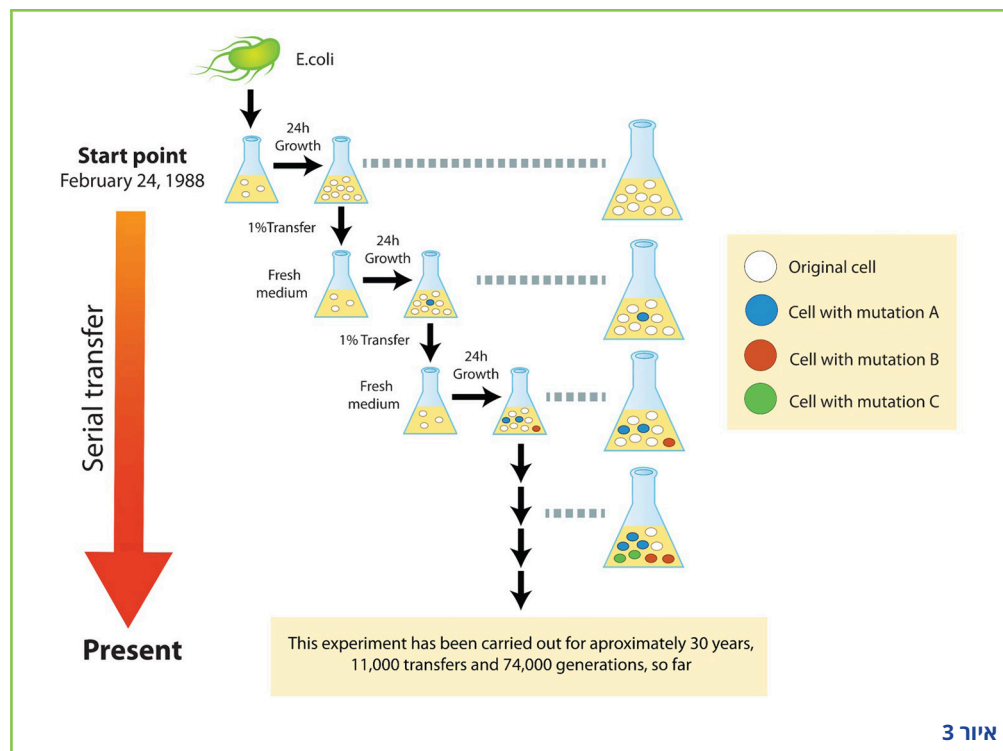 E.coli
24h
Growth
Start point
February 24, 1988
1%Transfer
24h
Growth
Fresh
medium
1% Transfer
24h
Growth
Fresh
medium
Serial transfer
Original cell
Cell with mutation A
Cell with mutation B
Cell with mutation C
Present
This experiment has been carried out for aproximately 30 years,
11,000 transfers and 74,000 generations, so far
איור 3